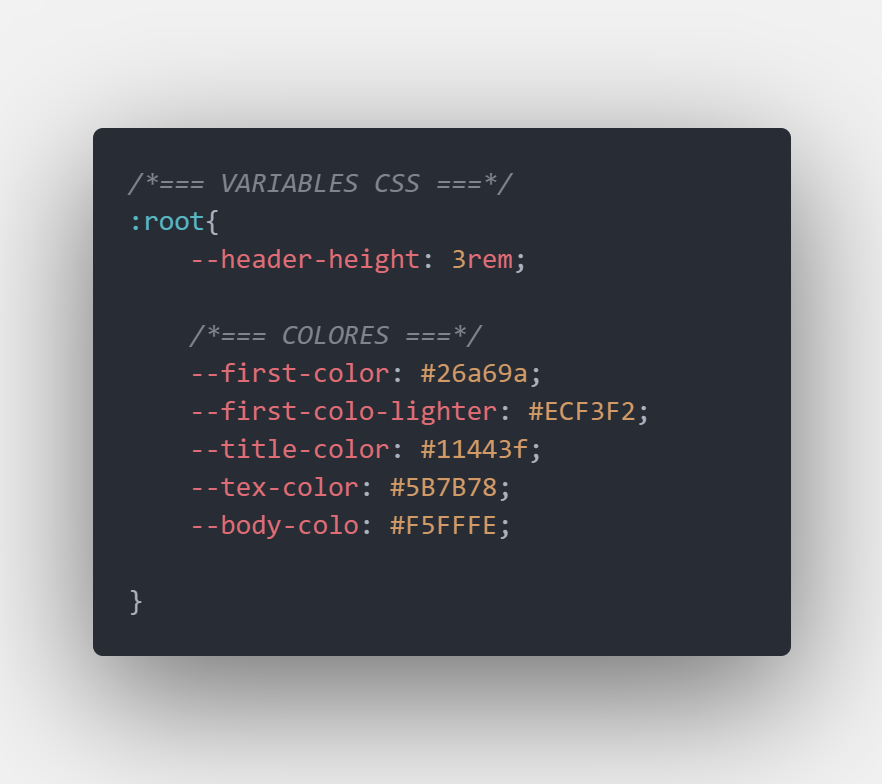 /*=== VARIABLES CSS ===*/
:root{
    --header-height: 3rem;

    /*=== COLORES ===*/
    --first-color: #26a69a;
    --first-colo-lighter: #ECF3F2;
    --title-color: #11443f;
    --tex-color: #5B7B78;
    --body-colo: #F5FFFE;

}